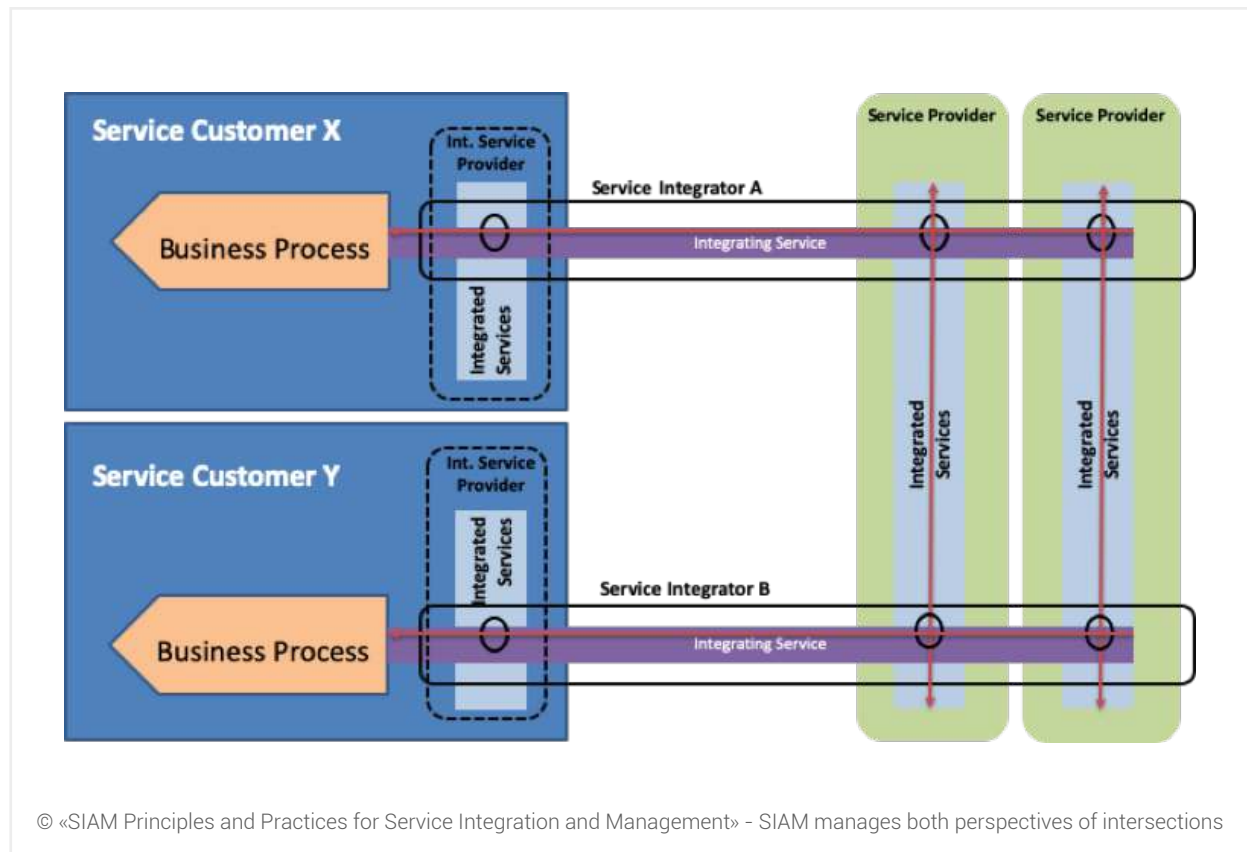 Service Customer X
Int. Service
Provider
Service Integrator A
Service Provider
Service Provider
Business Process
Integrating Service
Integrated
Services
Integrated
Services
Integrated
Services
Service Customer Y
Int. Service
Provider
Integrated
Services
Service Integrator B
Business Process
Integrating Service
© «SIAM Principles and Practices for Service Integration and Management» - SIAM manages both perspectives of intersections